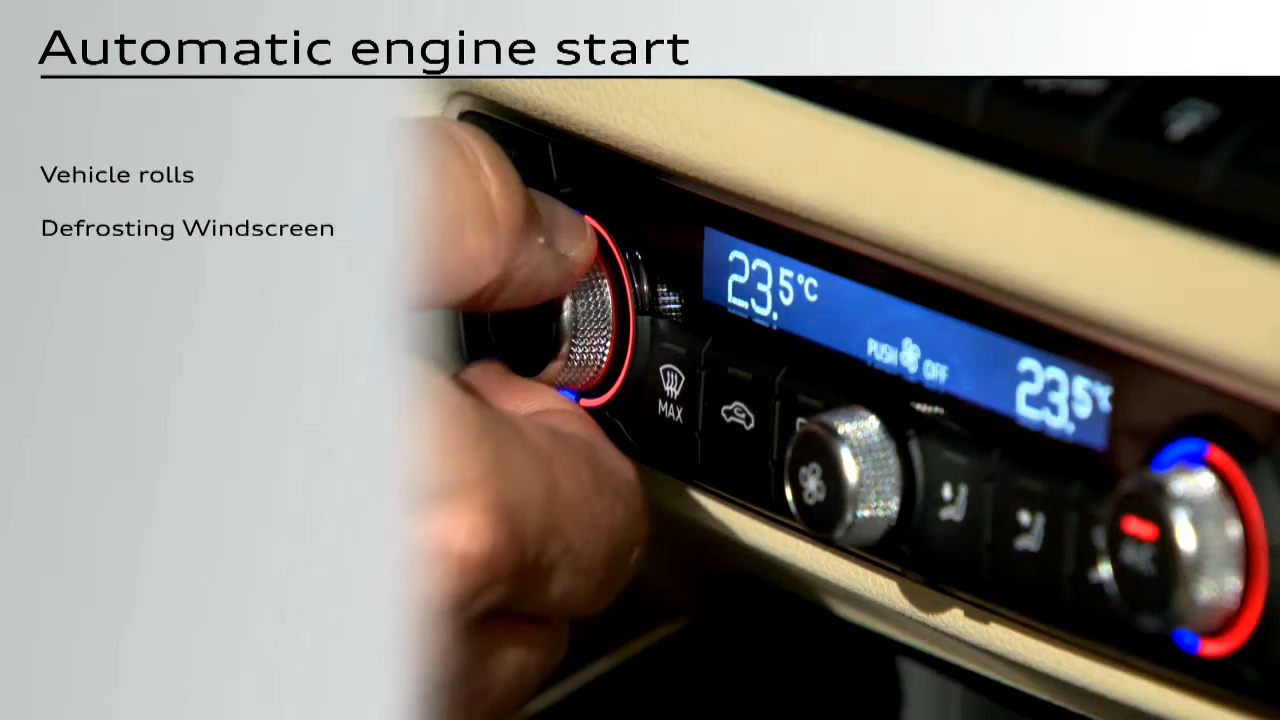 Automatic engine start
Vehicle rolls
Defrosting Windscreen
23.5°C
PUSH OFF
23.5°C
MAX